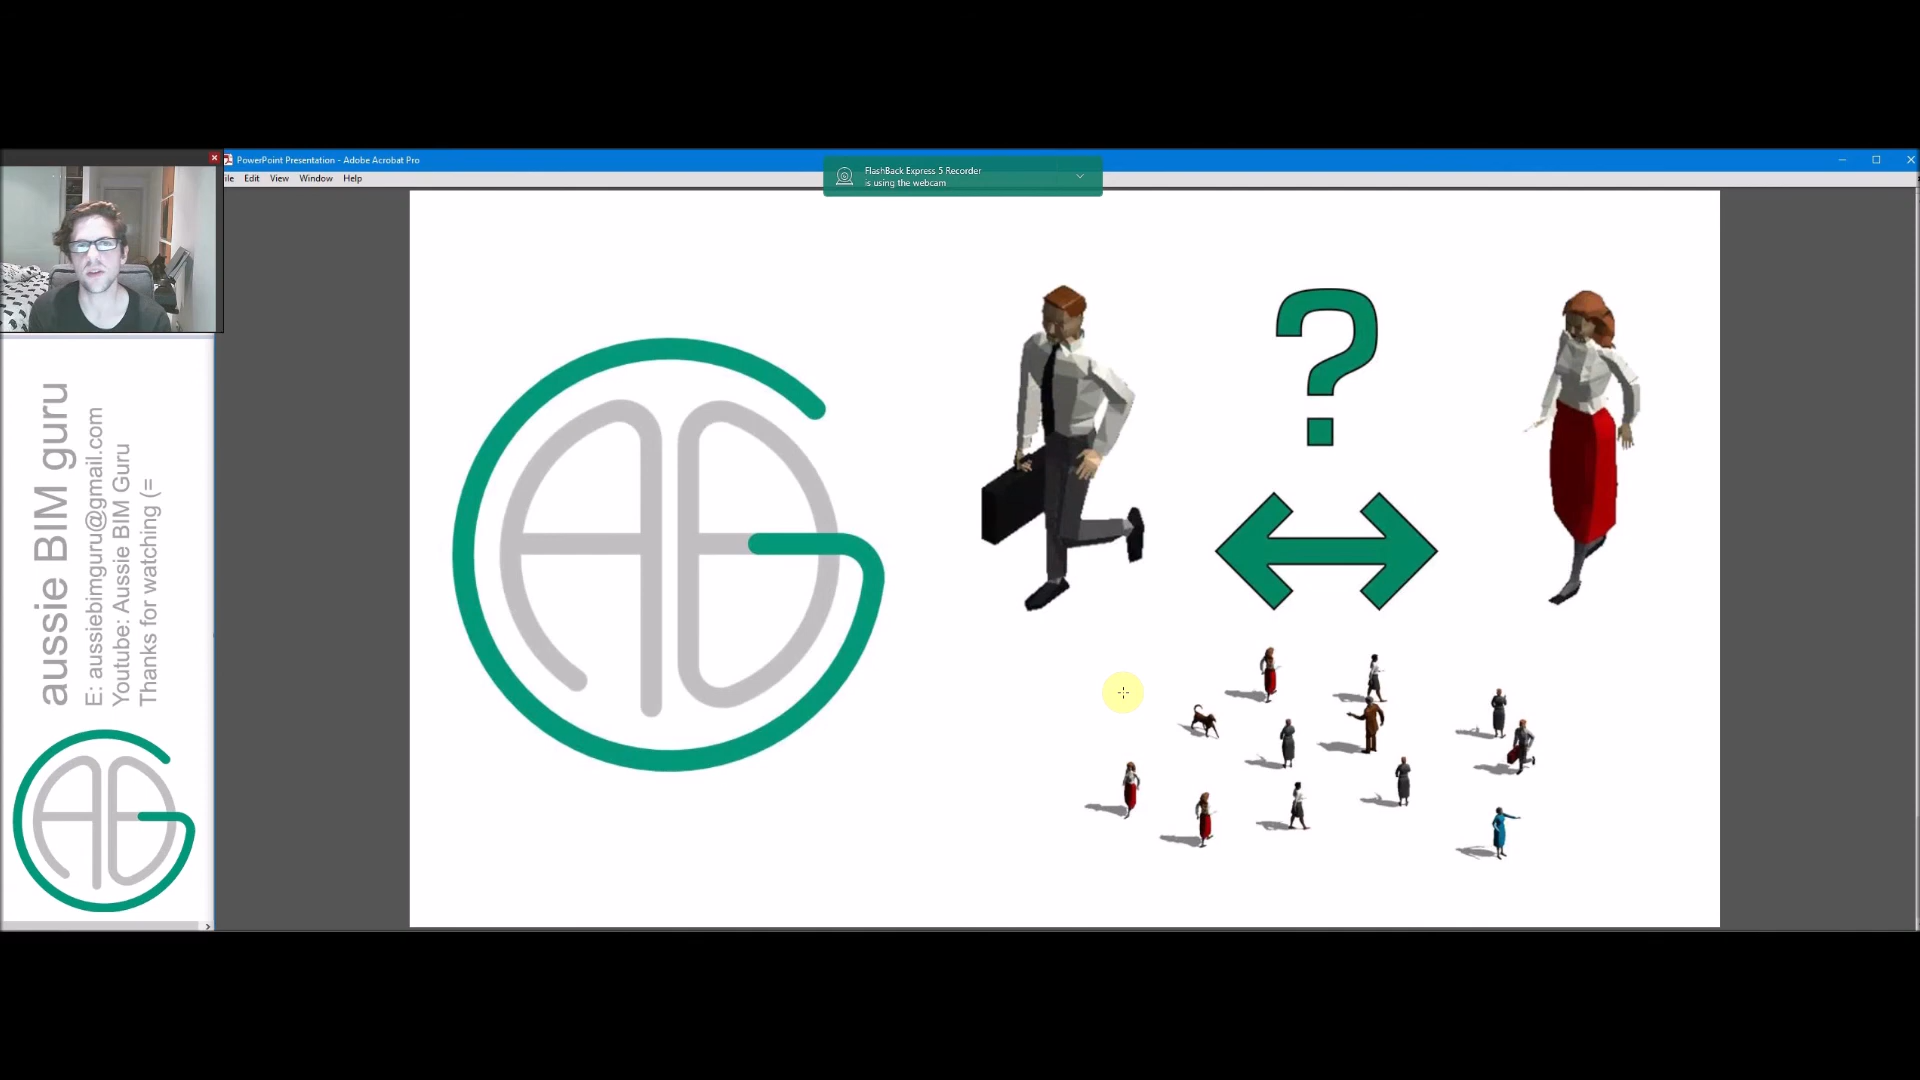 PowerPoint Presentation - Adobe Acrobat Pro
ile Edit View Window Help
FlashBack Express 5 Recorder
is using the webcam
aussie BIM guru
E: aussiebimguru@gmail.com
Youtube: Aussie BIM Guru
Thanks for watching (=
?